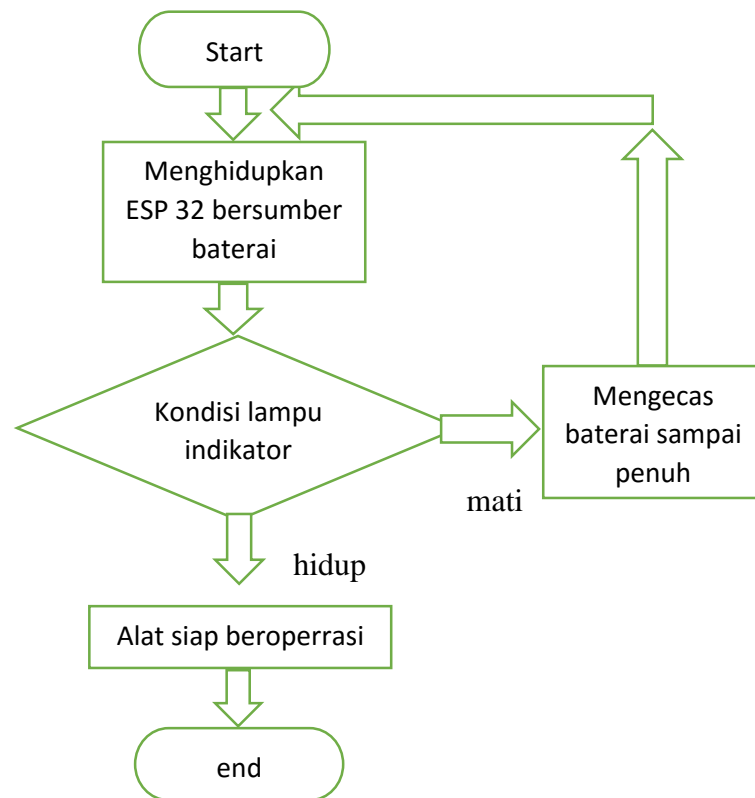 Start
Menghidupkan
ESP 32 bersumber
baterai
Kondisi lampu
indikator
Mengecas
baterai sampai
penuh
mati
hidup
Alat siap beroperrasi
end